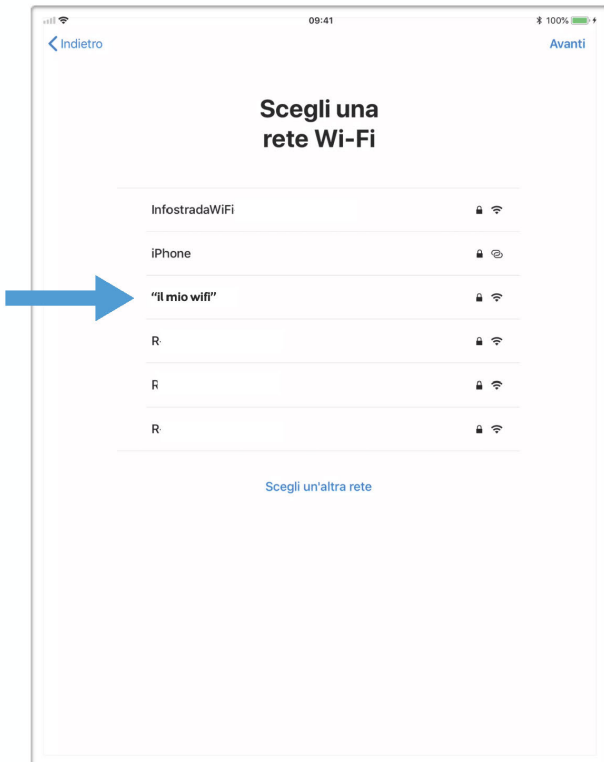 09:41
100%
Indietro
Avanti
Scegli una
rete Wi-Fi
InfostradaWiFi
iPhone
“il mio wifi”
R
R
R
Scegli un'altra rete